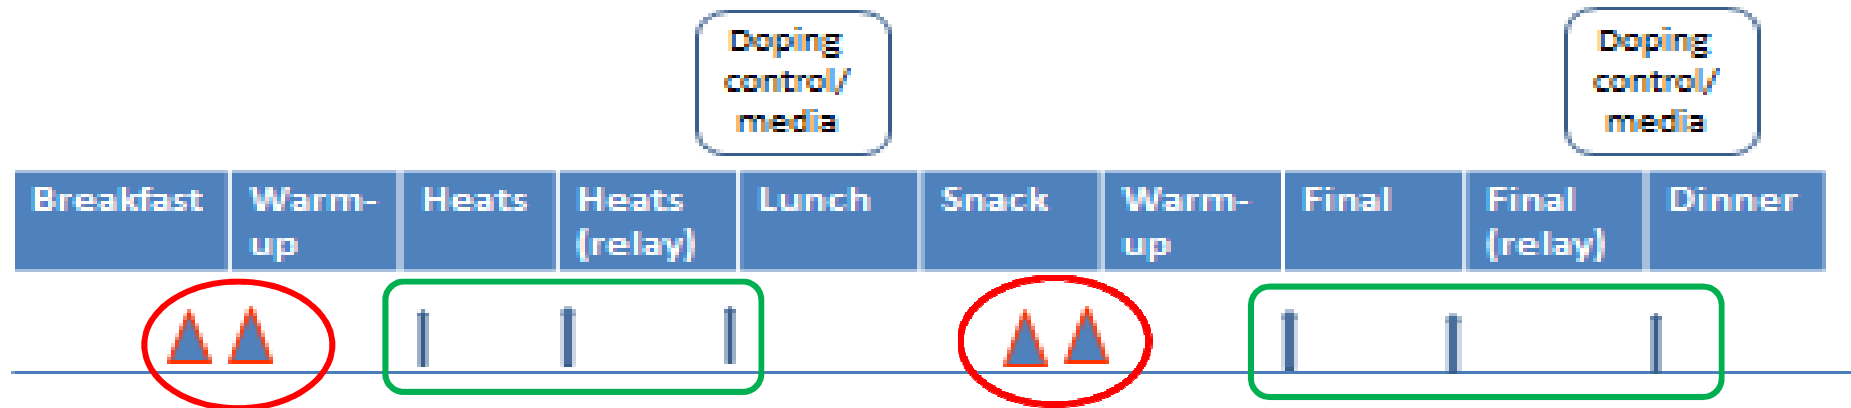 Doping
control/
media
Doping
control/
media
Breakfast
Warm-
up
Heats
Heats
(relay)
Lunch
Snack
Warm-
up
Final
Final
(relay)
Dinner